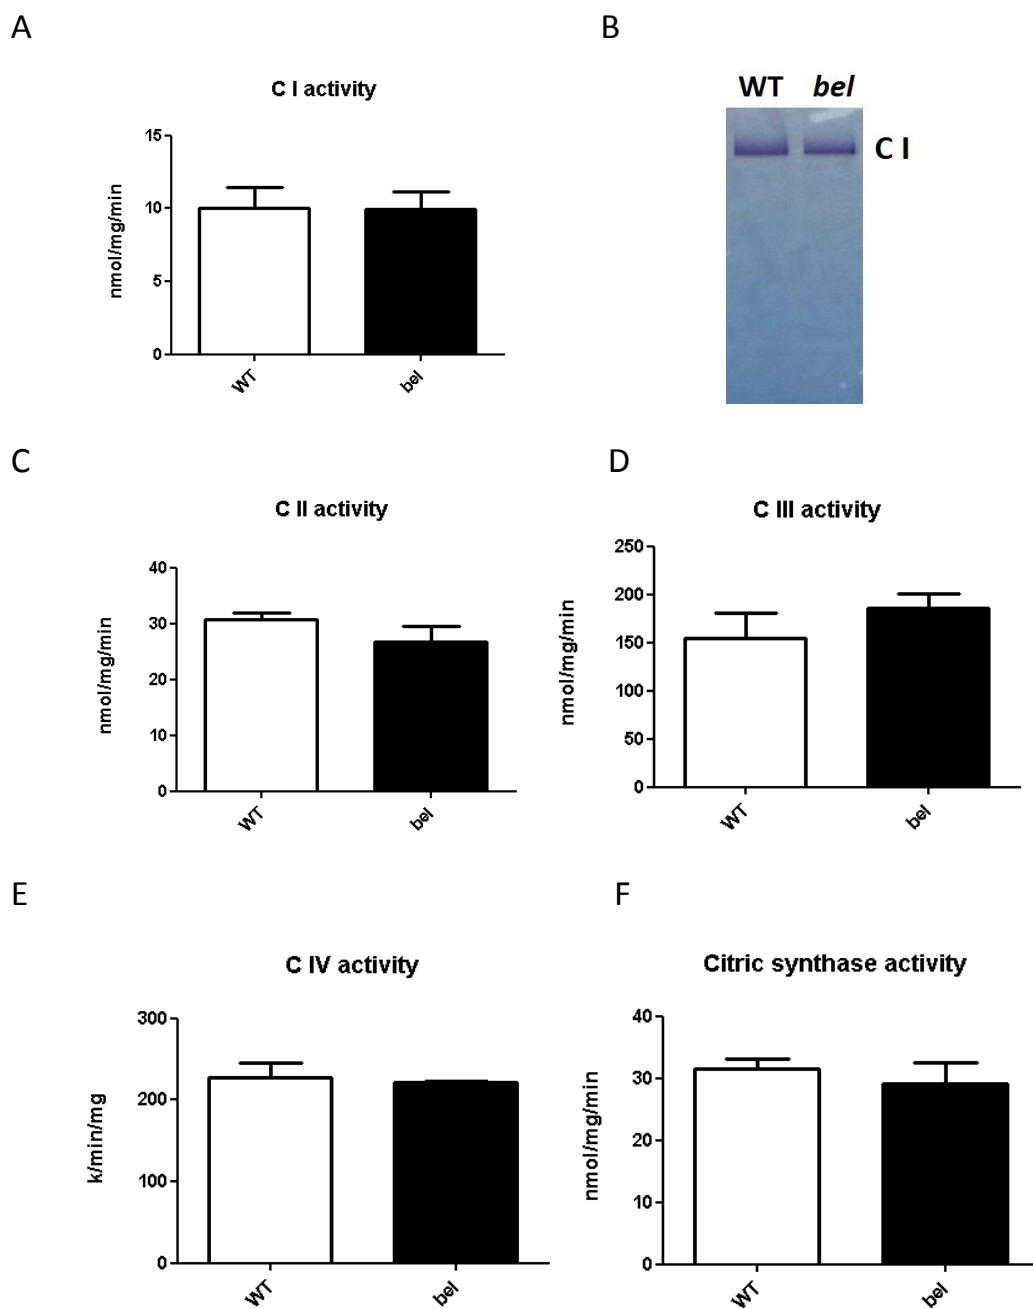 A
C I activity
15
10
5
0
nmol/mg/min
WT
bel
B
WT bel
C I
C
C II activity
40
30
20
10
0
nmol/mg/min
WT
bel
D
C III activity
250
200
150
100
50
0
nmol/mg/min
WT
bel
E
C IV activity
300
200
100
0
k/min/mg
WT
bel
F
Citric synthase activity
40
30
20
10
0
nmol/mg/min
WT
bel